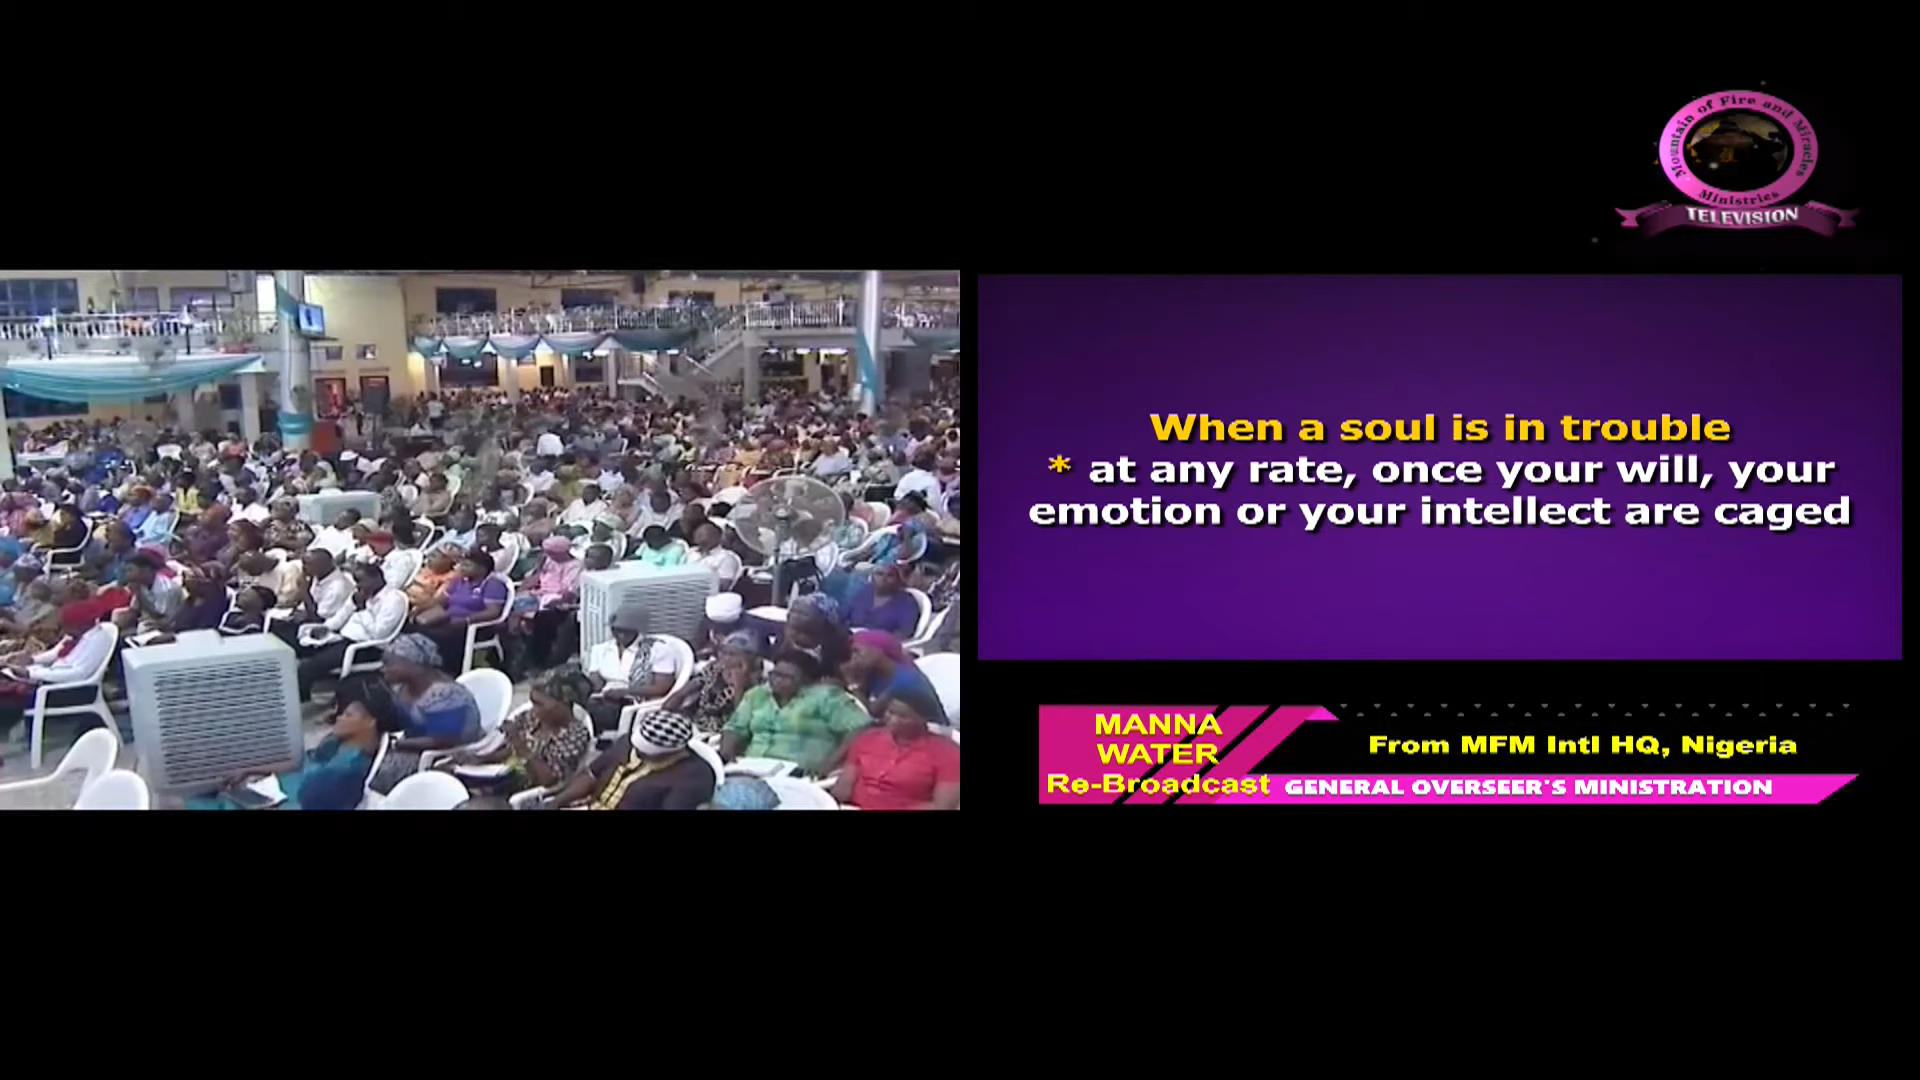 Mountain of Fire and Miracles
Ministries
TELEVISION
When a soul is in trouble
* at any rate, once your will, your
emotion or your intellect are caged
MANNA
WATER
Re-Broadcast
From MFM Intl HQ, Nigeria
GENERAL OVERSEER'S MINISTRATION